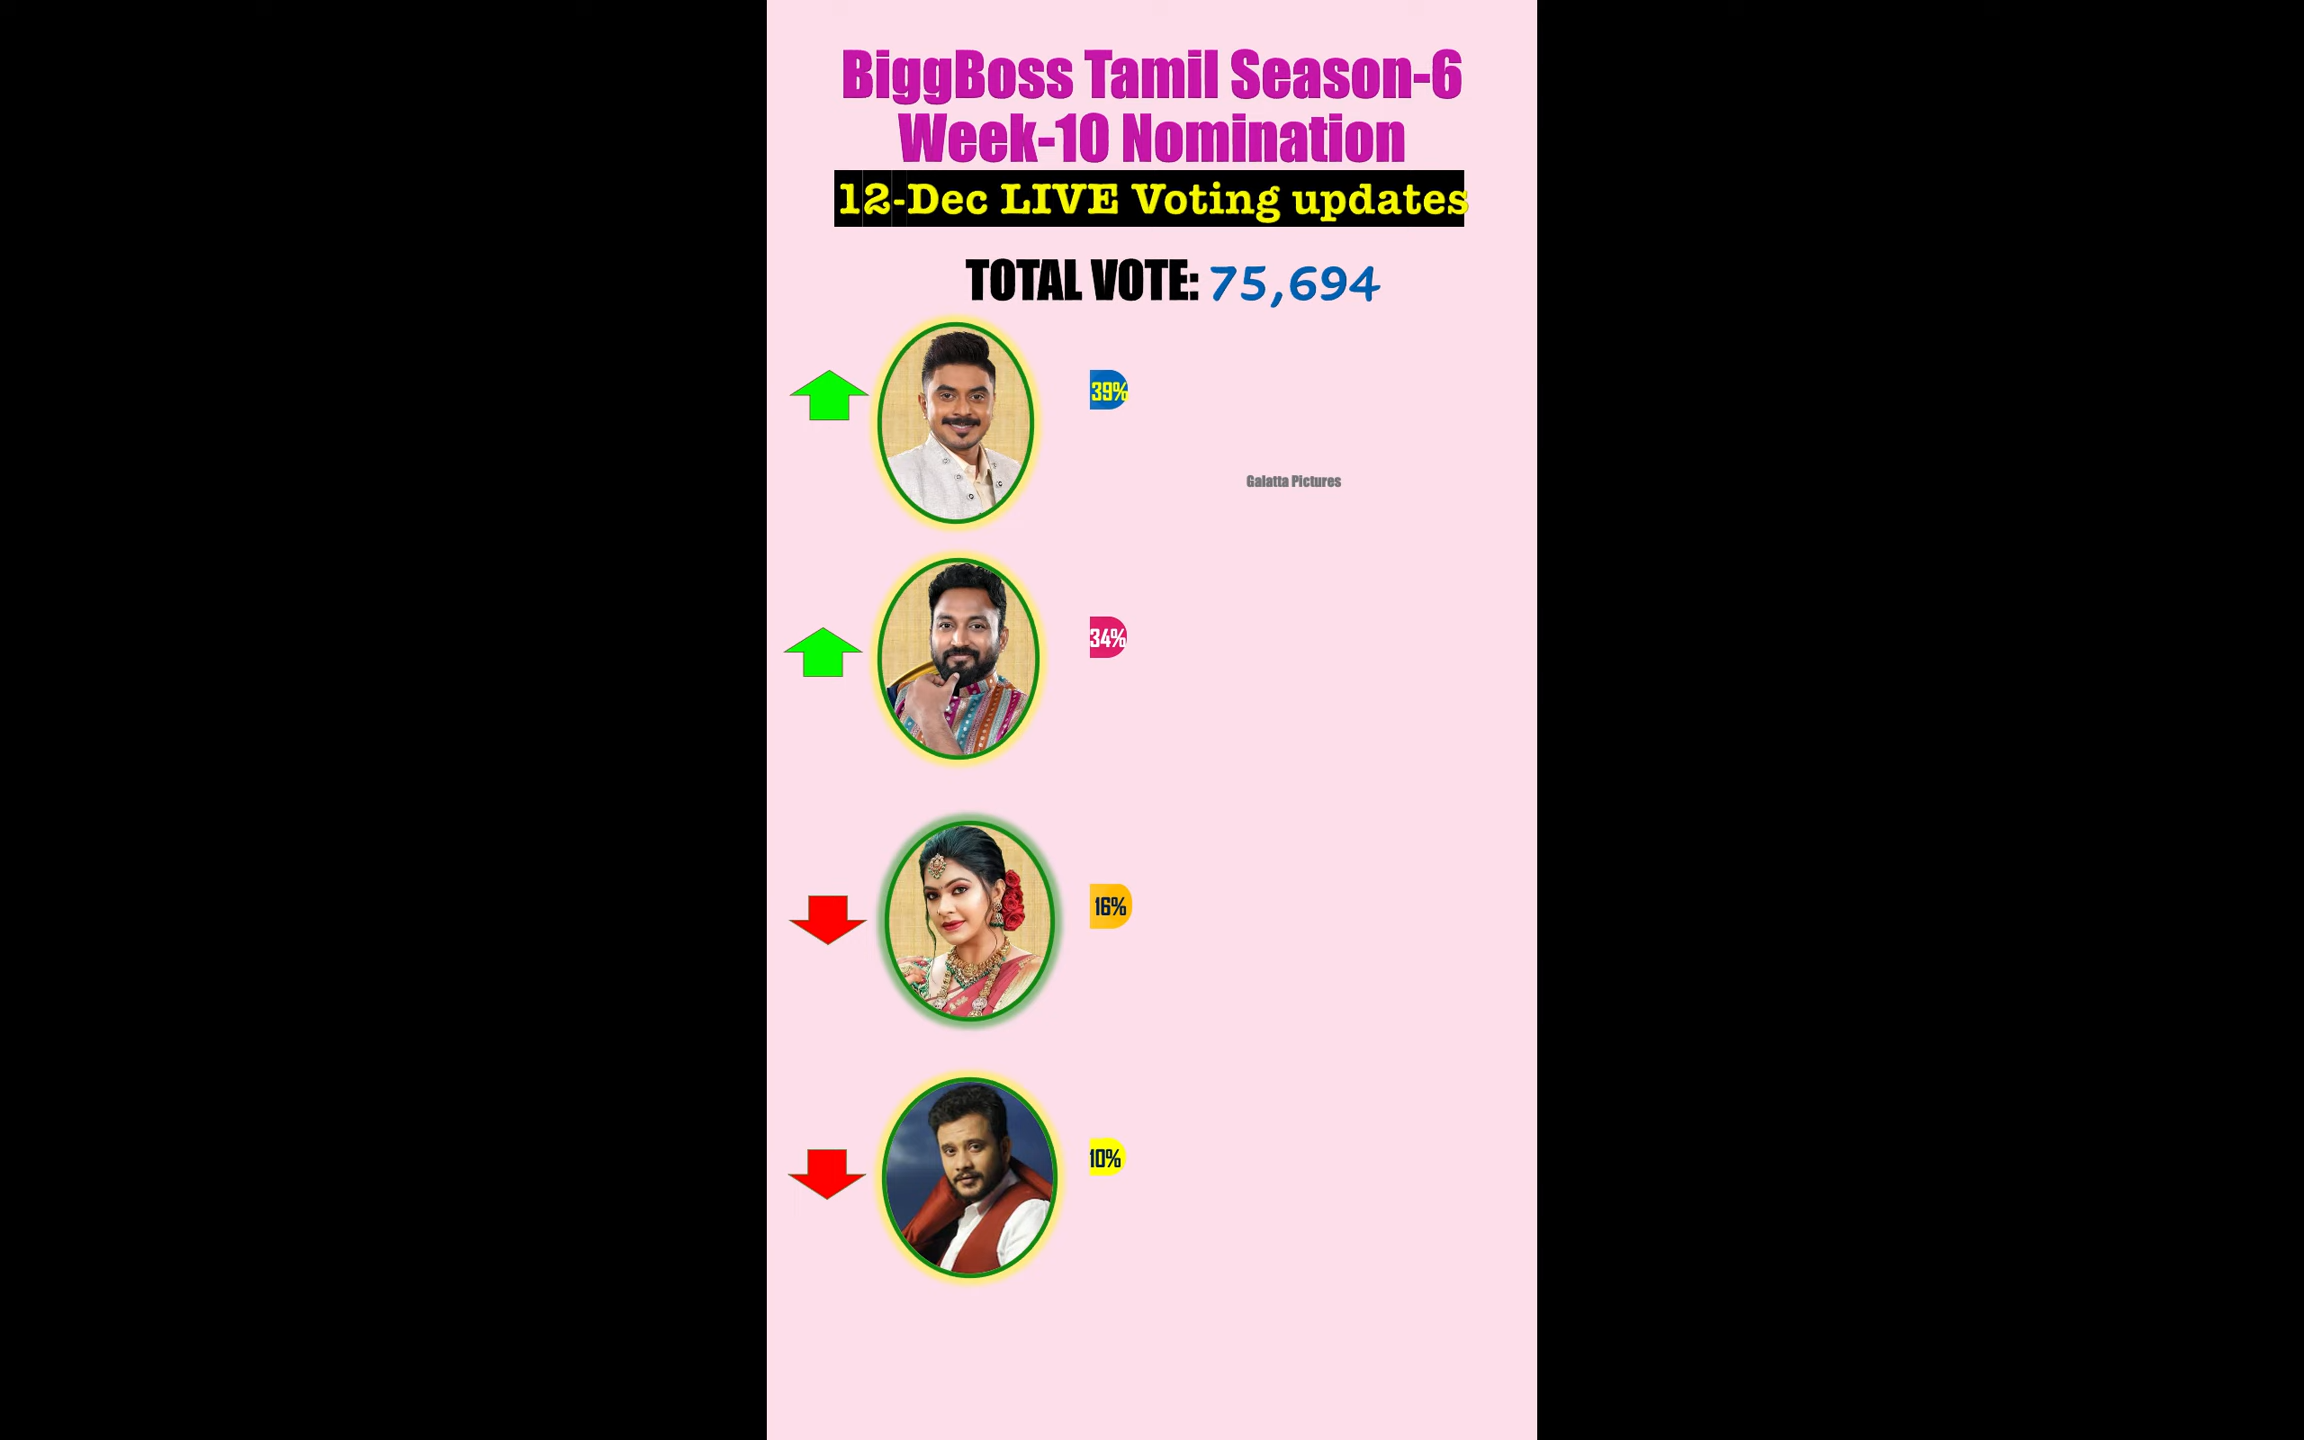 BiggBoss Tamil Season-6
Week-10 Nomination
12-Dec LIVE Voting updates
TOTAL VOTE: 75,694
39%
Galatta Pictures
34%
16%
10%